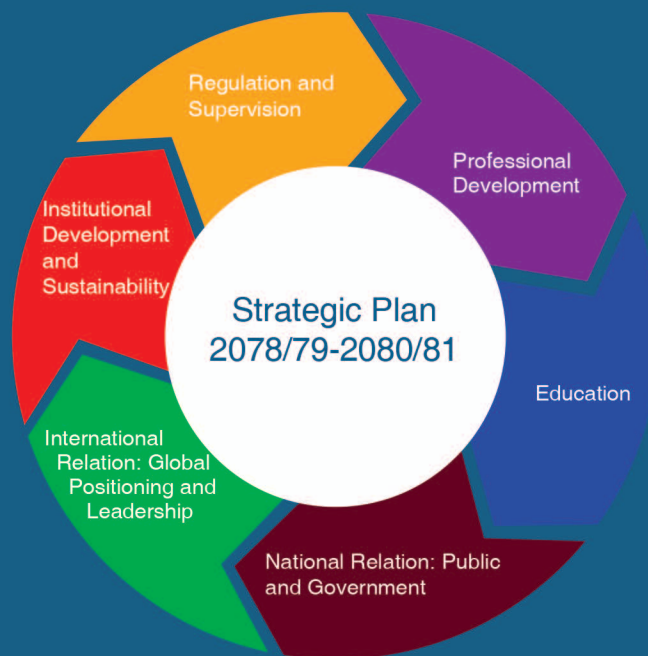 Regulation and
Supervision
Professional
Development
Institutional
Development
and
Sustainability
Strategic Plan
2078/79-2080/81
Education
International
Relation: Global
Positioning and
Leadership
National Relation: Public
and Government